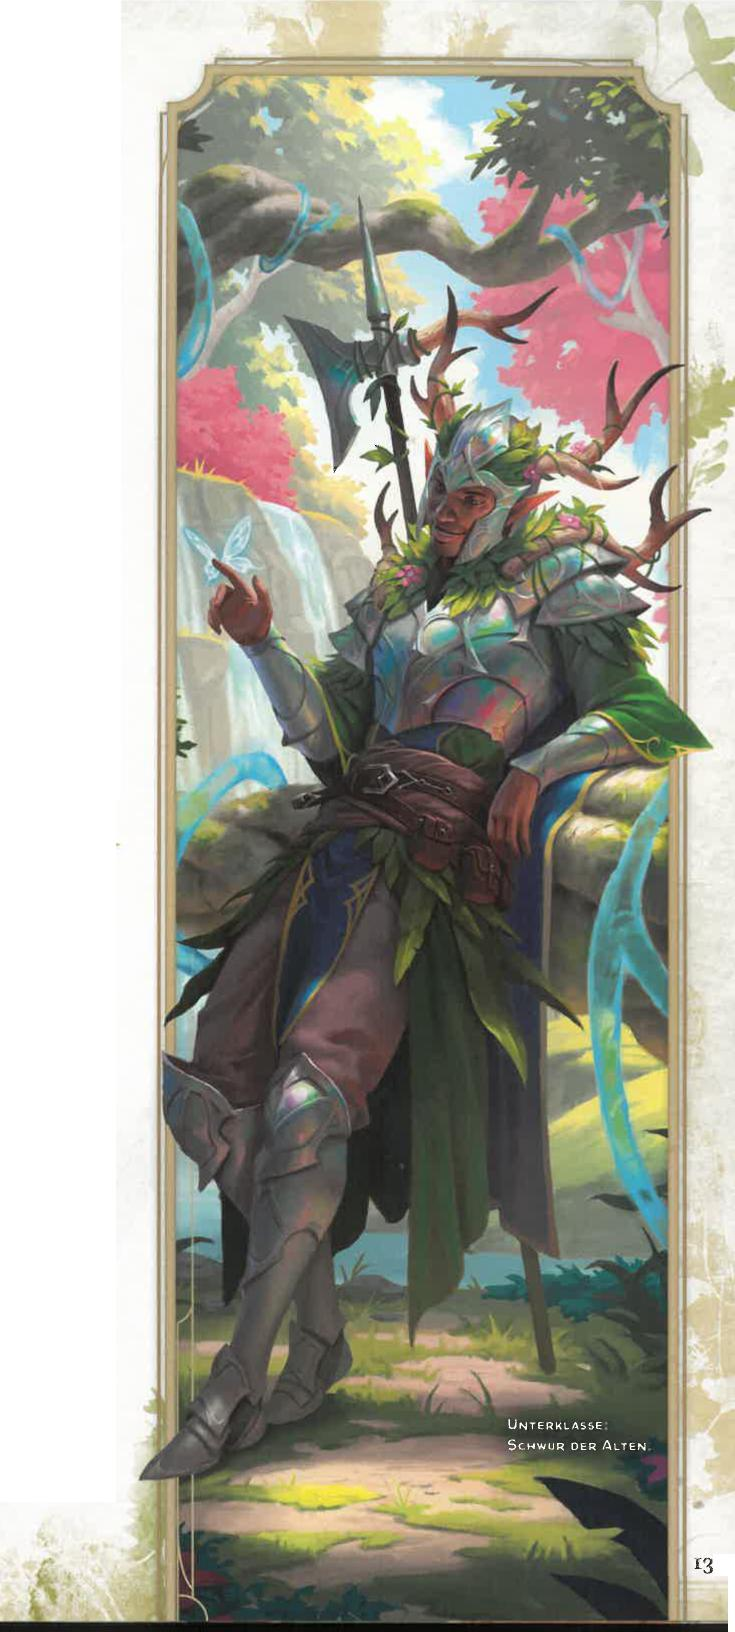 Unterklasse:
Schwur der Alten
13